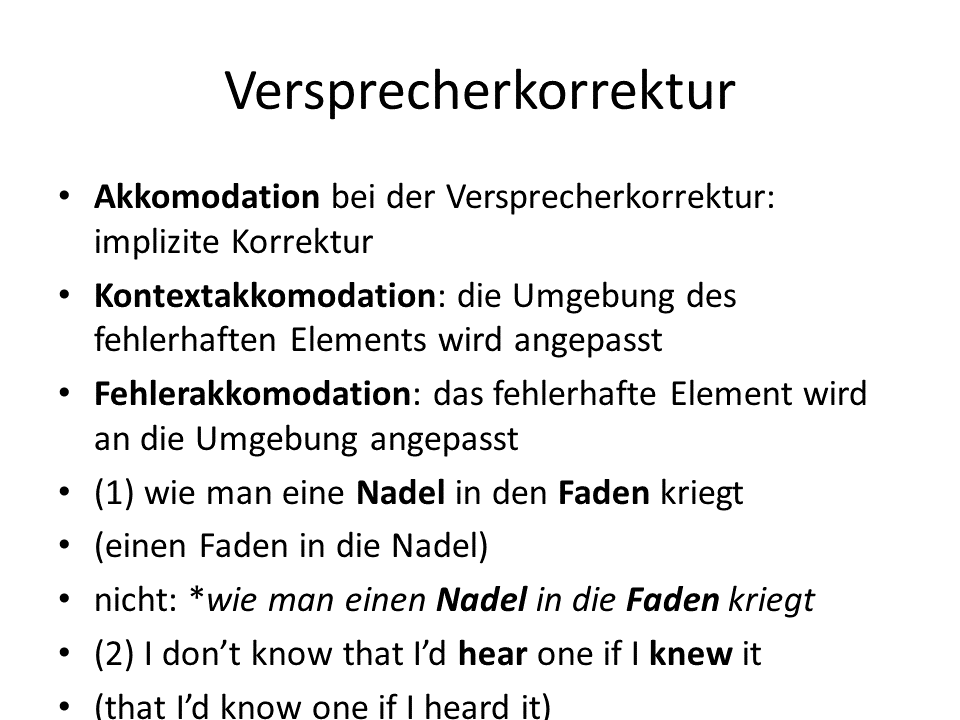 Versprecherkorrektur
• Akkomodation bei der Versprecherkorrektur:
implizite Korrektur
• Kontextakkomodation: die Umgebung des
fehlerhaften Elements wird angepasst
• Fehlerakkomodation: das fehlerhafte Element wird
an die Umgebung angepasst
• (1) wie man eine Nadel in den Faden kriegt
• (einen Faden in die Nadel)
• nicht: *wie man einen Nadel in die Faden kriegt
• (2) I don’t know that I’d hear one if I knew it
• (that I’d know one if I heard it)